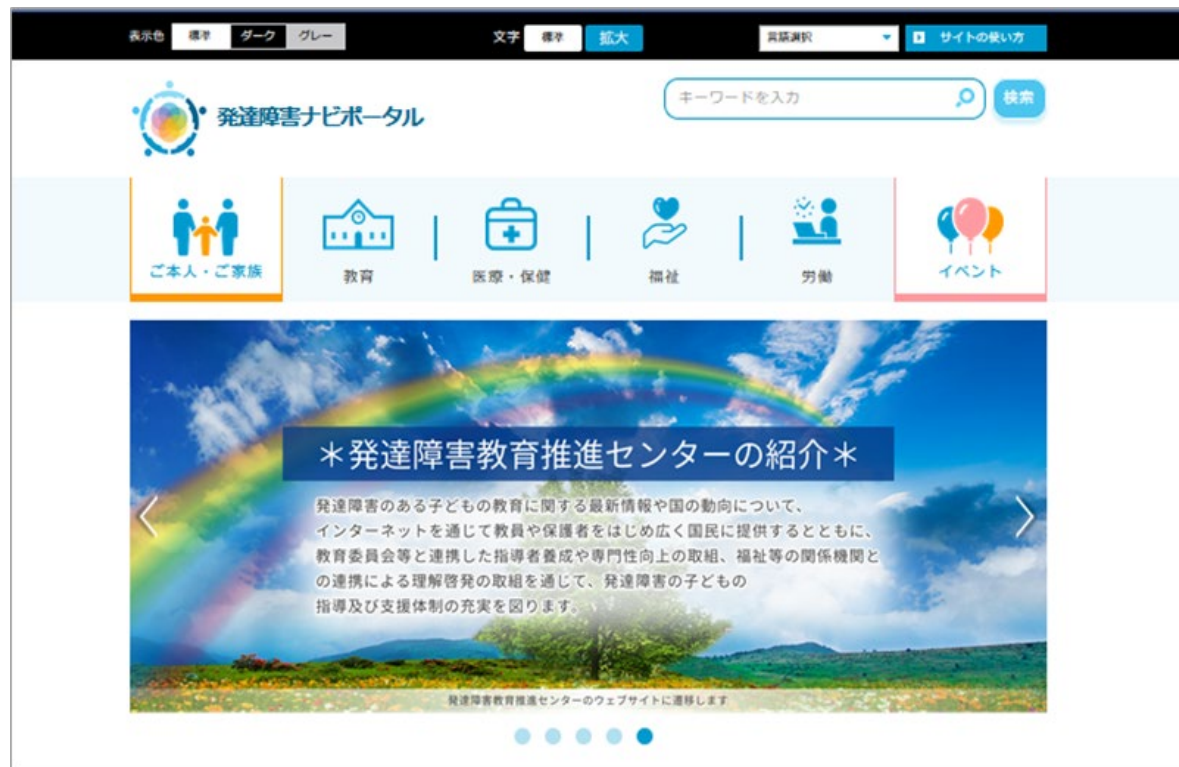 表示色 標準 ダーク グレー 文字 標準 拡大 言語選択 サイトの使い方
発達障害ナビポータル
キーワードを入力 検索
ご本人・ご家族 教育 医療・保健 福祉 労働 イベント
＊発達障害教育推進センターの紹介＊
発達障害のある子どもの教育に関する最新情報や国の動向について、
インターネットを通じて教員や保護者をはじめ広く国民に提供するとともに、
教育委員会等と連携した指導者養成や専門性向上の取組、福祉等の関係機関と
の連携による理解啓発の取組を通じて、発達障害の子どもの
指導及び支援体制の充実を図ります。
発達障害教育推進センターのウェブサイトに遷移します